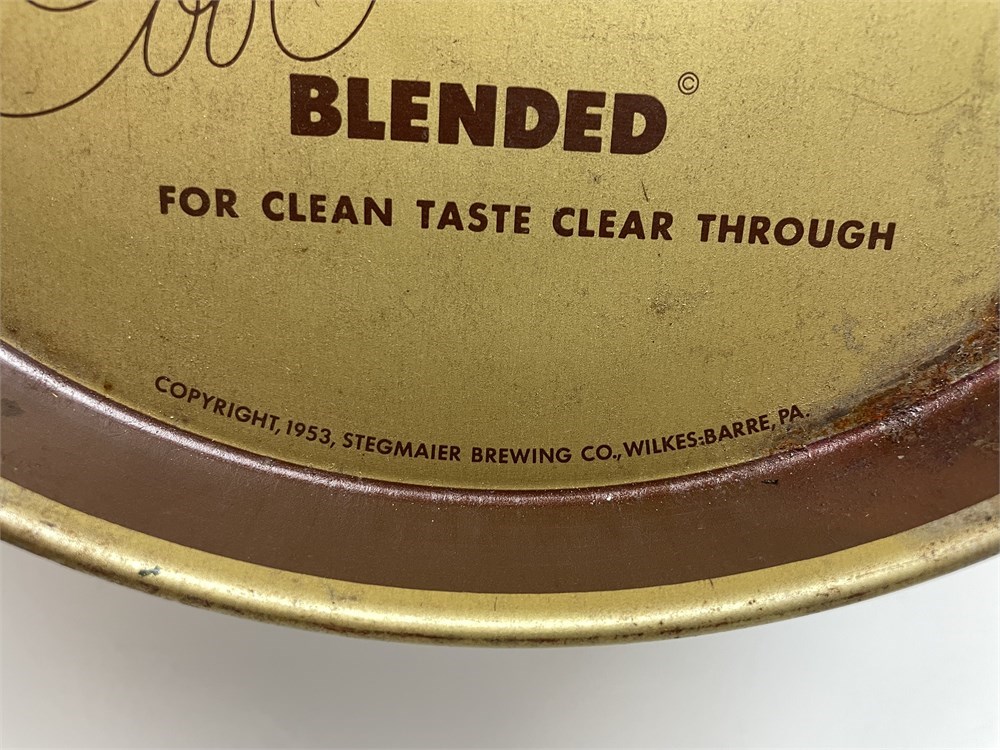 BLENDED ©
FOR CLEAN TASTE CLEAR THROUGH
COPYRIGHT, 1953, STEGMAIER BREWING CO., WILKES-BARRE, PA.